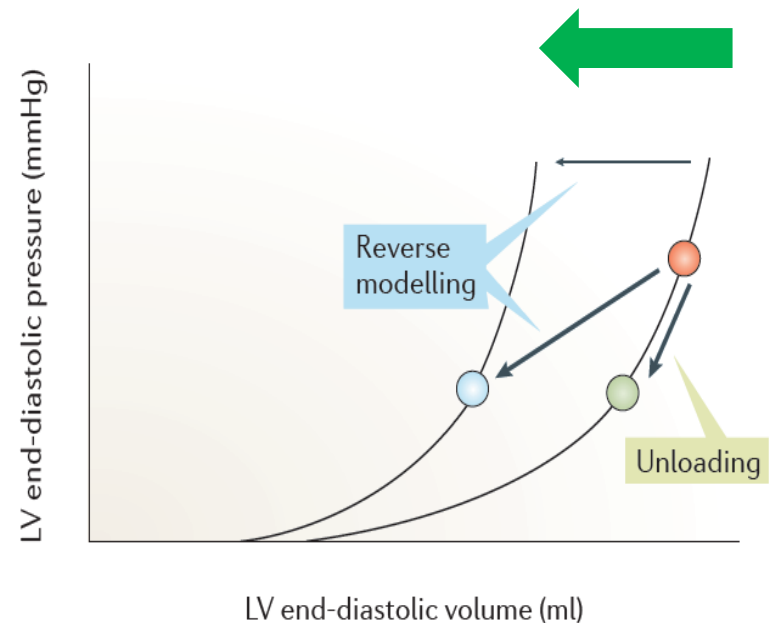 LV end-diastolic pressure (mmHg)
Reverse
modelling
Unloading
LV end-diastolic volume (ml)